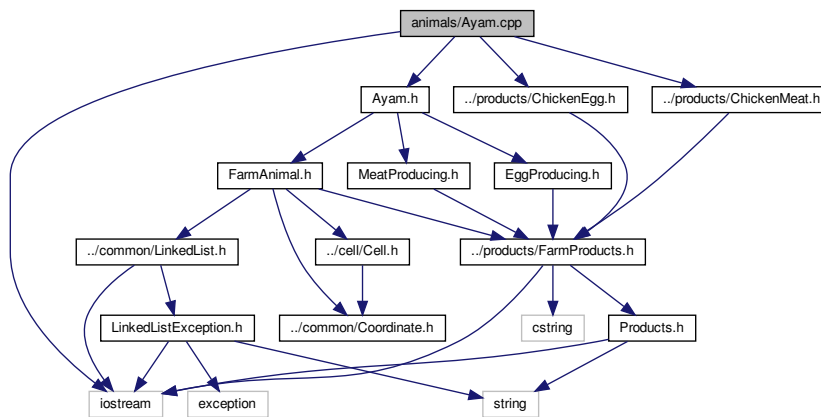 animals/Ayam.cpp
Ayam.h
../products/ChickenEgg.h
../products/ChickenMeat.h
FarmAnimal.h
MeatProducing.h
EggProducing.h
../common/LinkedList.h
../cell/Cell.h
../products/FarmProducts.h
LinkedListException.h
../common/Coordinate.h
cstring
Products.h
iostream
exception
string